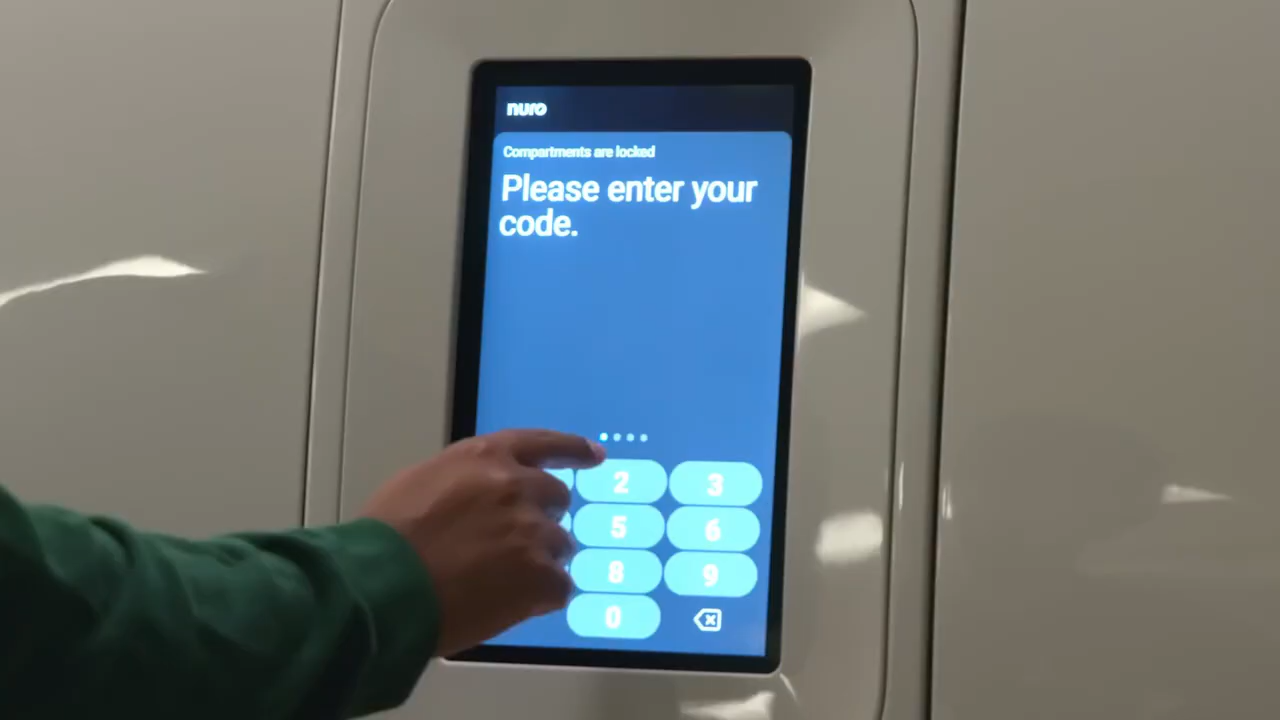 nuro
Compartments are locked
Please enter your
code.
2 3
5 6
8 9
0